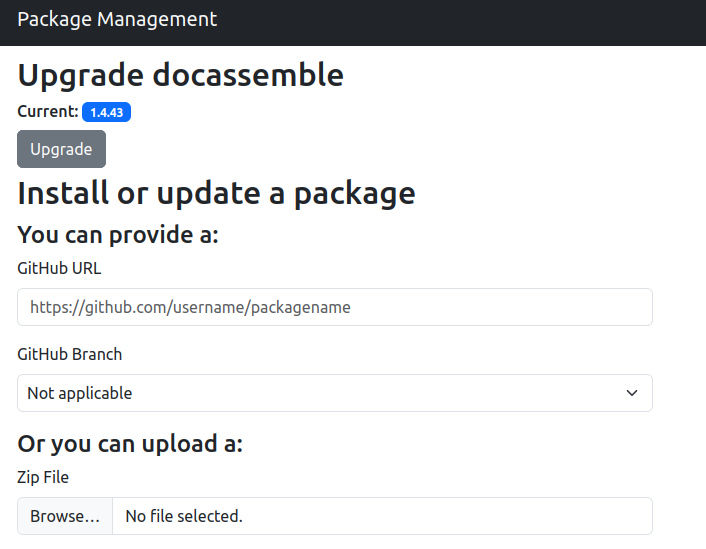 Package Management
Upgrade docassemble
Current: 1.4.43
Upgrade
Install or update a package
You can provide a:
GitHub URL
https://github.com/username/packagename
GitHub Branch
Not applicable
Or you can upload a:
Zip File
Browse... No file selected.